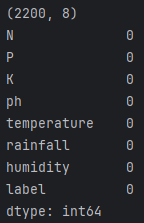 (2200, 8)
N 0
P 0
K 0
ph 0
temperature 0
rainfall 0
humidity 0
label 0
dtype: int64